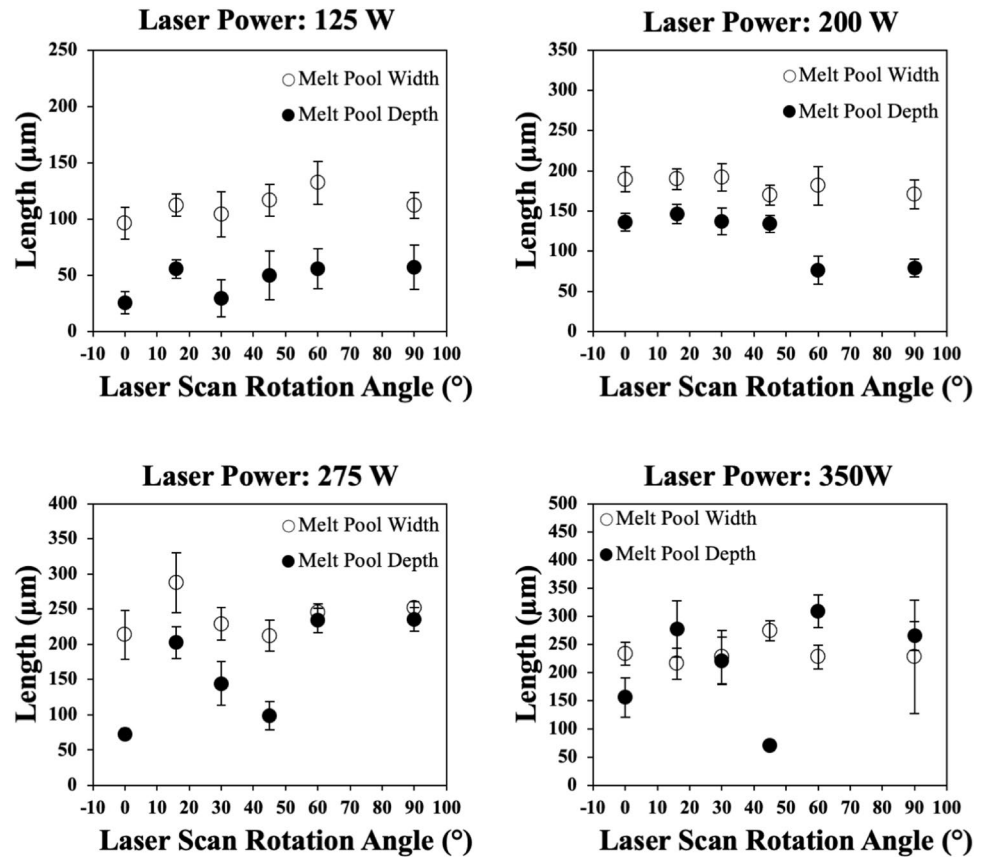 Laser Power: 125 W
250
200
150
100
50
0
Length (µm)
Melt Pool Width
Melt Pool Depth
-10 0 10 20 30 40 50 60 70 80 90 100
Laser Scan Rotation Angle (°)
Laser Power: 200 W
350
300
250
200
150
100
50
0
Length (µm)
Melt Pool Width
Melt Pool Depth
-10 0 10 20 30 40 50 60 70 80 90 100
Laser Scan Rotation Angle (°)
Laser Power: 275 W
400
350
300
250
200
150
100
50
0
Length (µm)
Melt Pool Width
Melt Pool Depth
-10 0 10 20 30 40 50 60 70 80 90 100
Laser Scan Rotation Angle (°)
Laser Power: 350W
500
450
400
350
300
250
200
150
100
50
0
Length (µm)
Melt Pool Width
Melt Pool Depth
-10 0 10 20 30 40 50 60 70 80 90 100
Laser Scan Rotation Angle (°)